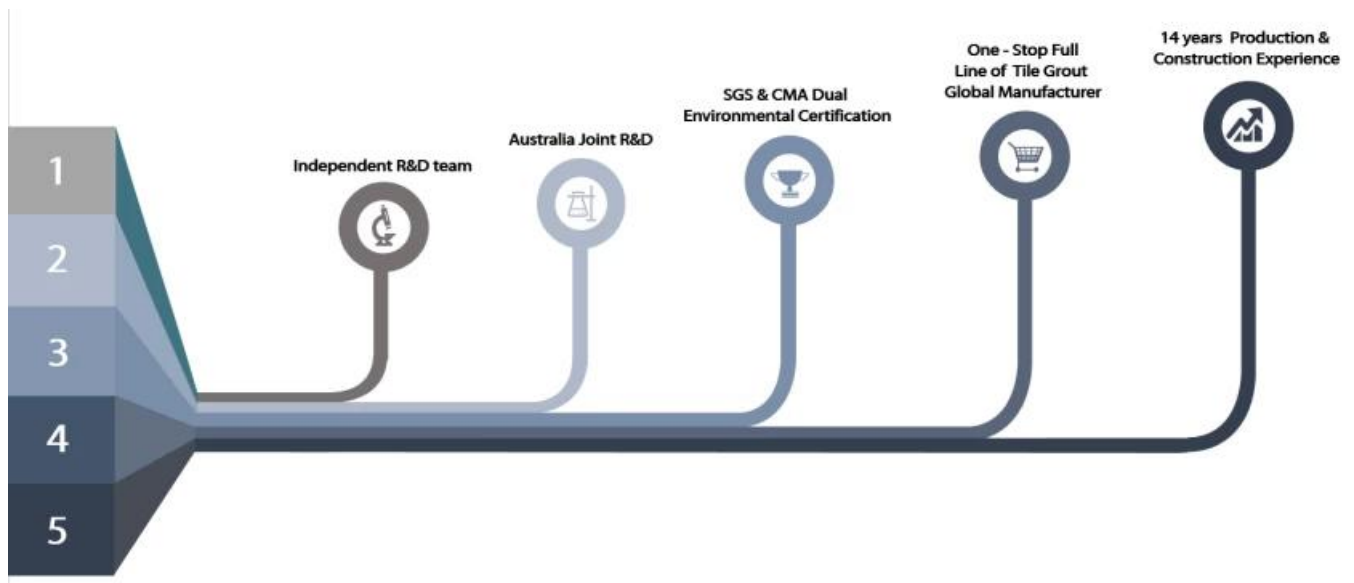 1
2
3
4
5
Independent R&D team
Australia Joint R&D
SGS & CMA Dual
Environmental Certification
One - Stop Full
Line of Tile Grout
Global Manufacturer
14 years Production &
Construction Experience